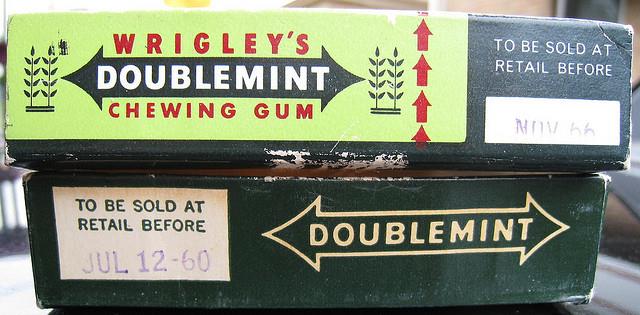 WRIGLEY'S
DOUBLEMINT
CHEWING GUM
TO BE SOLD AT
RETAIL BEFORE
NOV 66
TO BE SOLD AT
RETAIL BEFORE
JUL 12-60
DOUBLEMINT